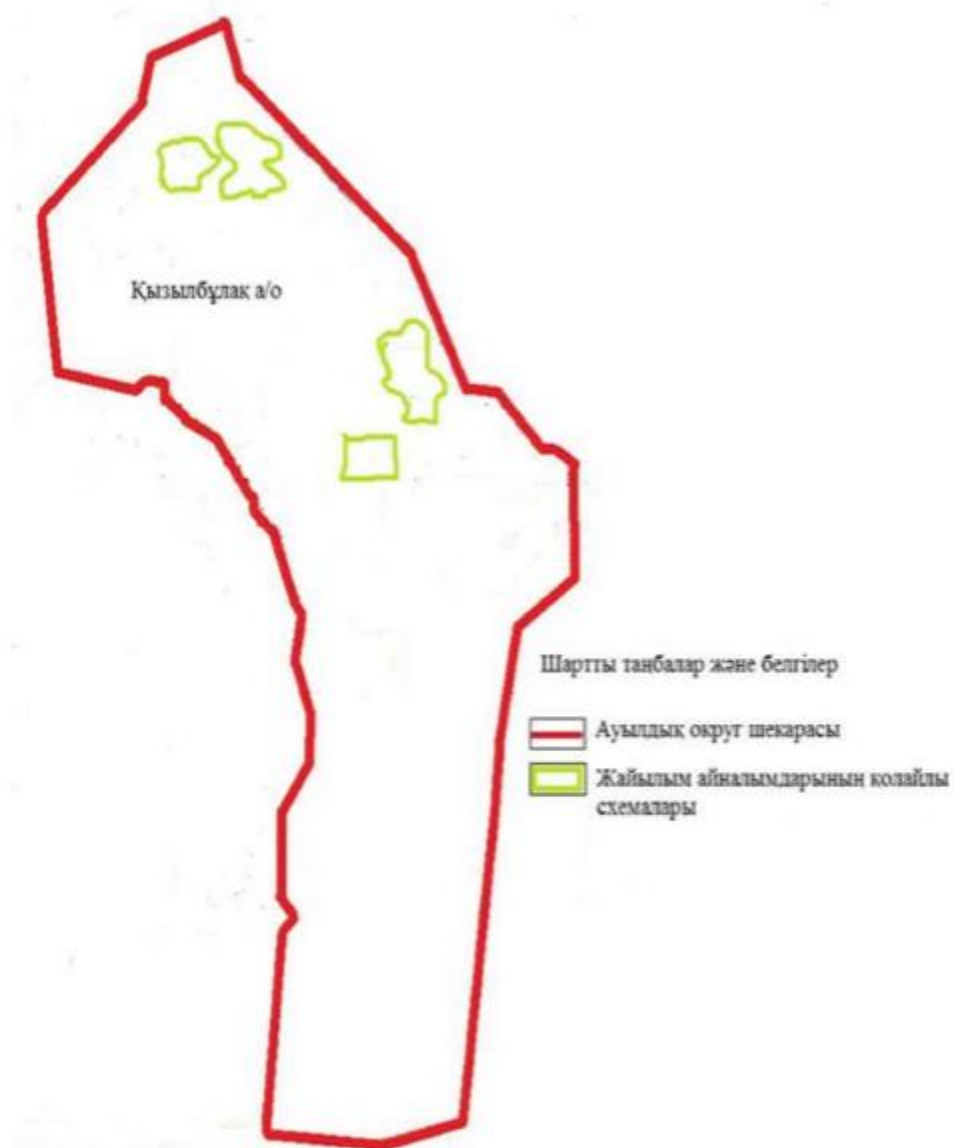 Қызылбұлақ а/о
Шартты таңбалар және белгілер
Ауылдық округ шекарасы
Жайылым айналымдарының қолайлы
схемалары